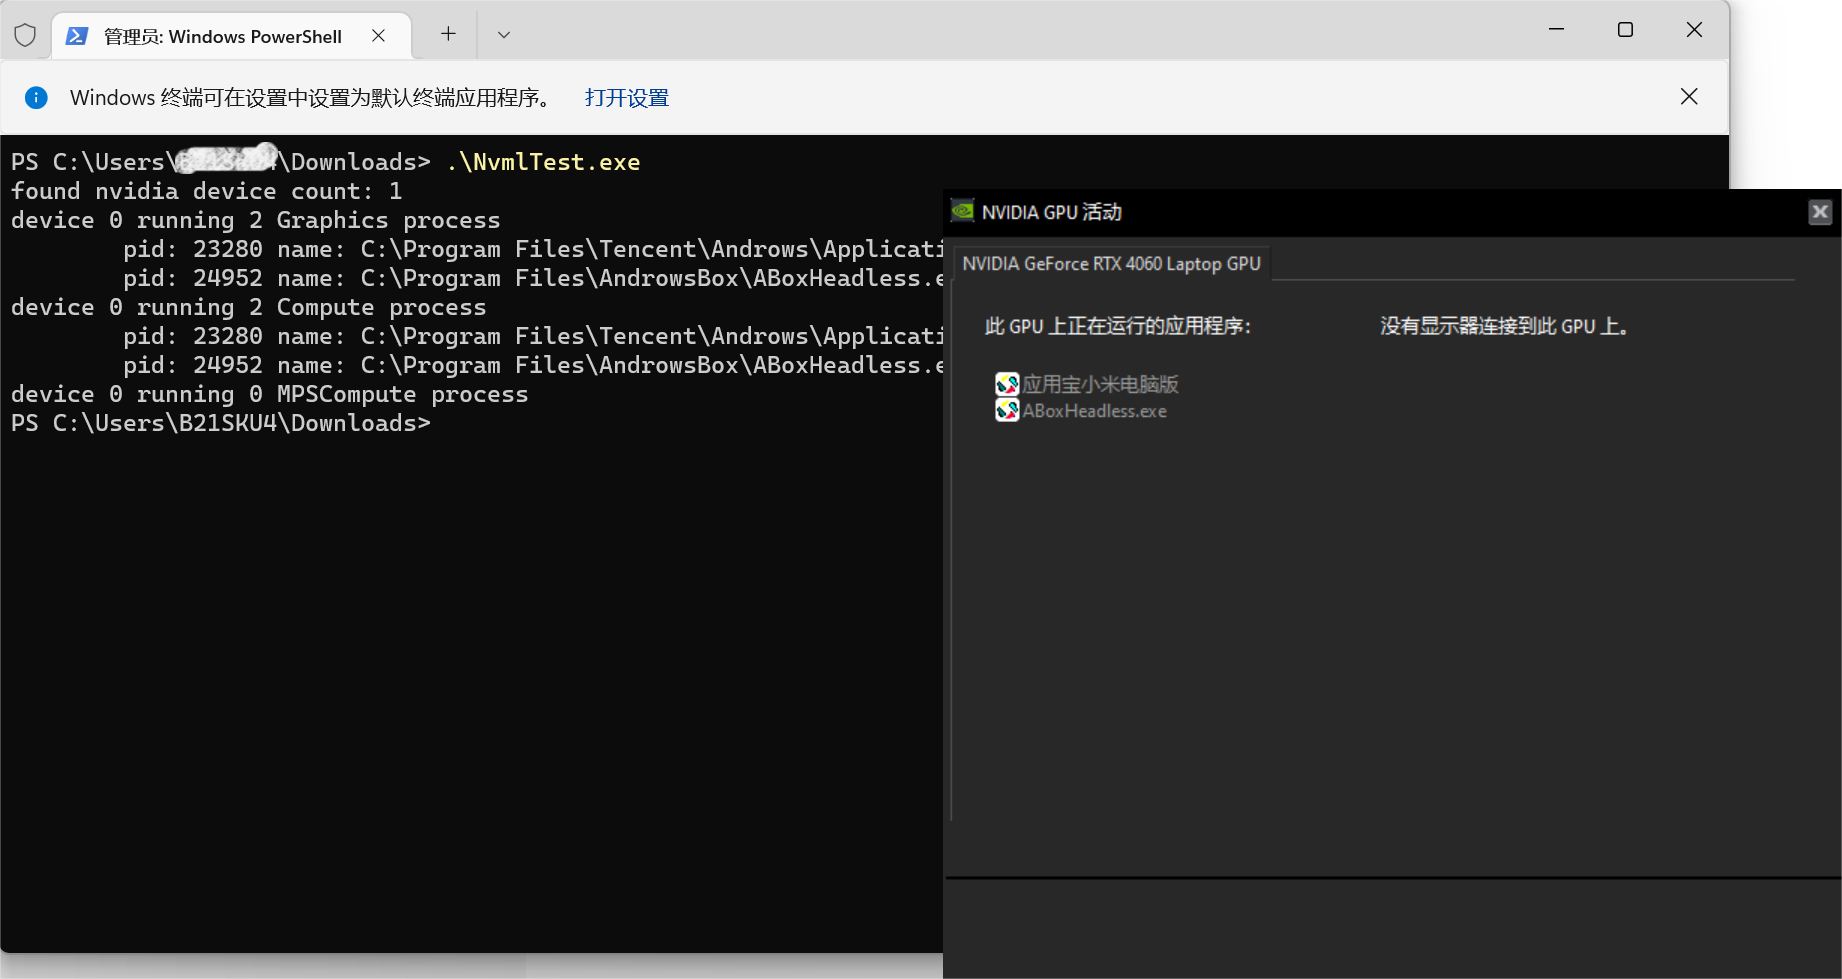 管理员: Windows PowerShell
Windows 终端可在设置中设置为默认终端应用程序。 打开设置
PS C:\Users\\Downloads> .\NvmlTest.exe
found nvidia device count: 1
device 0 running 2 Graphics process
pid: 23280 name: C:\Program Files\Tencent\Androws\Applicati
pid: 24952 name: C:\Program Files\AndrowsBox\ABoxHeadless.e
device 0 running 2 Compute process
pid: 23280 name: C:\Program Files\Tencent\Androws\Applicati
pid: 24952 name: C:\Program Files\AndrowsBox\ABoxHeadless.e
device 0 running 0 MPSCompute process
PS C:\Users\B21SKU4\Downloads>
NVIDIA GPU 活动
NVIDIA GeForce RTX 4060 Laptop GPU
此 GPU 上正在运行的应用程序:
没有显示器连接到此 GPU 上。
应用宝小米电脑版
ABoxHeadless.exe